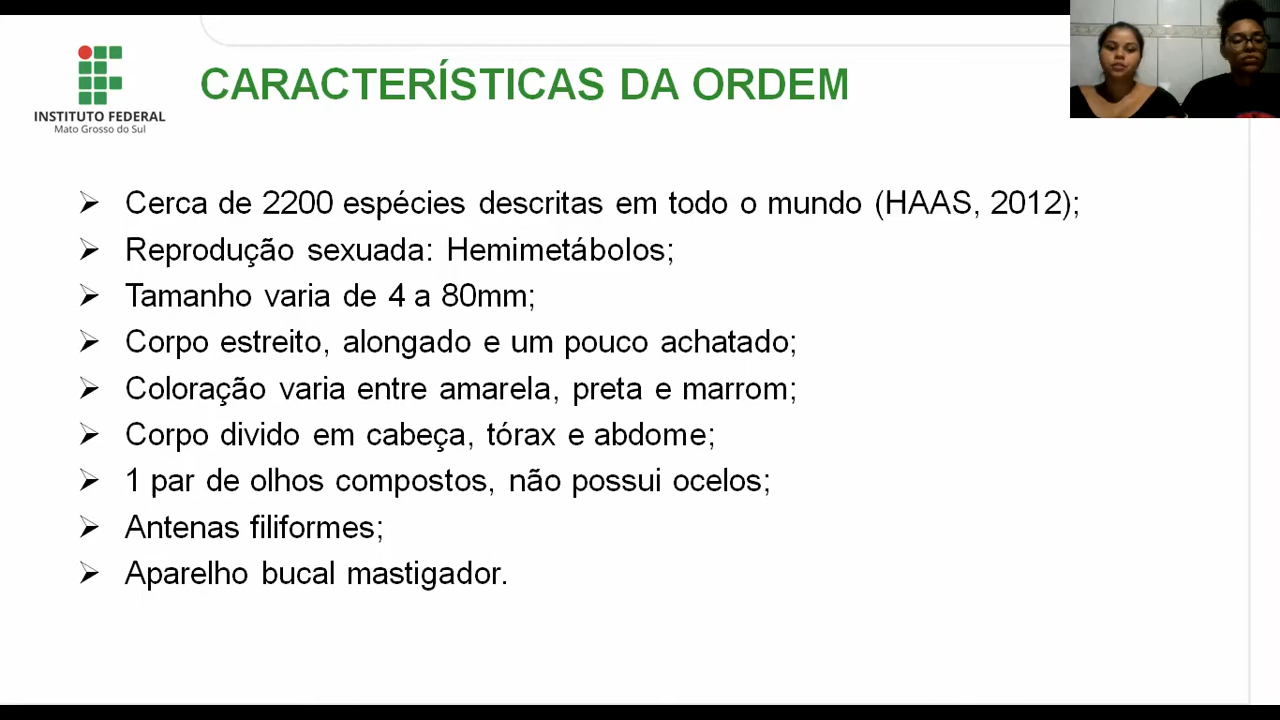 INSTITUTO FEDERAL
Mato Grosso do Sul
CARACTERÍSTICAS DA ORDEM
Cerca de 2200 espécies descritas em todo o mundo (HAAS, 2012);
Reprodução sexuada: Hemimetábolos;
Tamanho varia de 4 a 80mm;
Corpo estreito, alongado e um pouco achatado;
Coloração varia entre amarela, preta e marrom;
Corpo divido em cabeça, tórax e abdome;
1 par de olhos compostos, não possui ocelos;
Antenas filiformes;
Aparelho bucal mastigador.